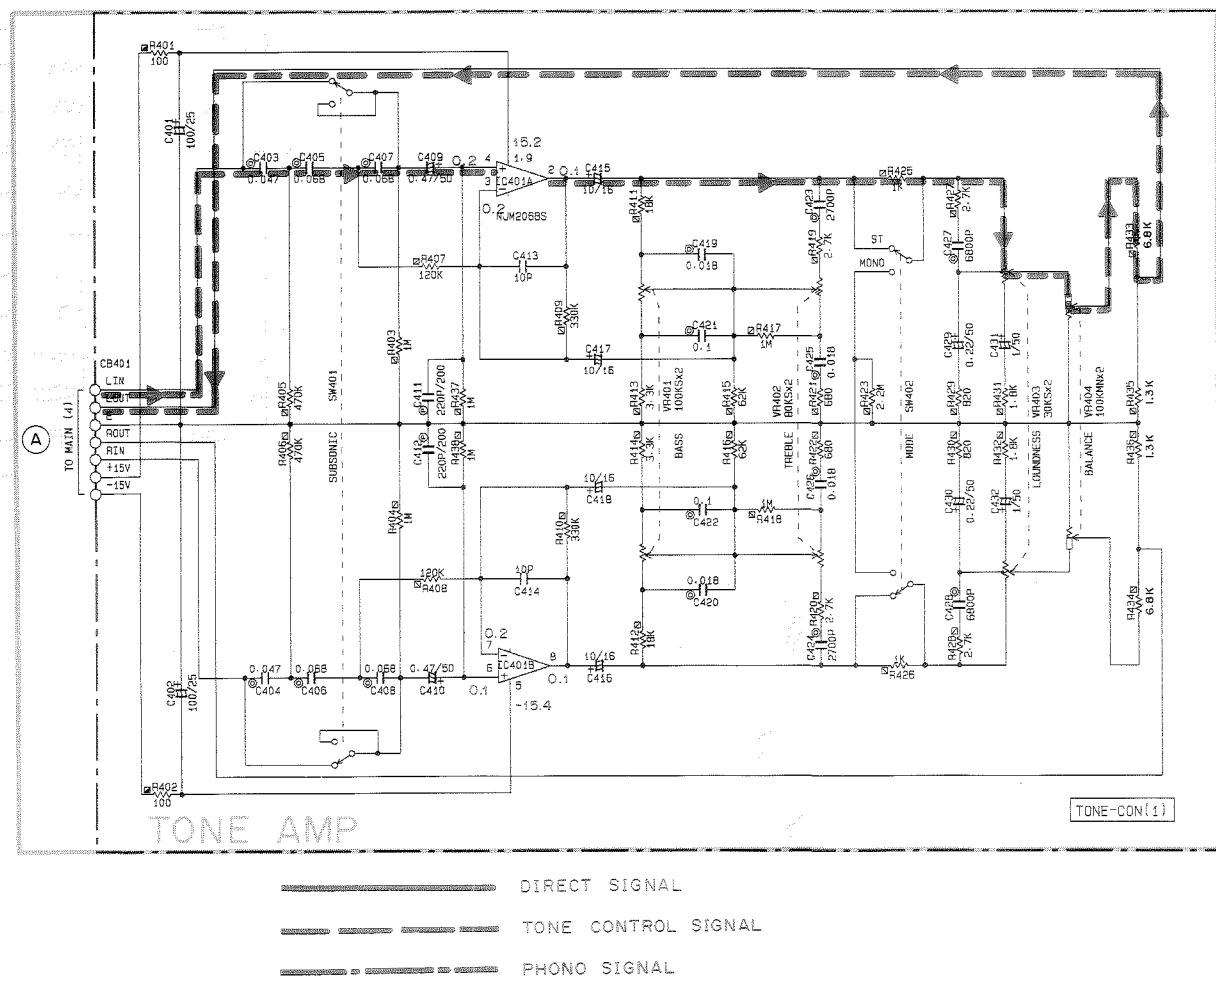 R401
100
C401
100/25
15.2
C403
0.047
C405
0.068
C407
0.068
C409
0.47/50
0.2
4
1,9
IC401A
3
0.2
NJM2068S
2
0.1
C415
10/16
R411
18K
C423
2700P
R419
2.7K
R425
R427
2.7K
C427
6800P
R433
6.8K
ST
MONO
C419
0.018
R407
120K
C413
10P
R409
330K
C417
10/16
C421
0.1
R417
1M
C425
0.018
R403
1M
C429
0.22/50
C431
1/50
CB401
LIN
LOUT
E
ROUT
RIN
+15V
-15V
A
TO MAIN (4)
R405
470K
R406
470K
SW401
SUBSONIC
C411
220P/200
C412
220P/200
R437
1M
R438
1M
R413
3.3K
R414
3.3K
VR401
100KSx2
BASS
R415
62K
R416
62K
VR402
80KSx2
TREBLE
R421
680
R422
680
C426
0.018
R423
2.2M
SW402
MODE
R429
820
R430
820
R431
1.8K
R432
1.8K
VR403
30KSx2
LOUNDNESS
VR404
100KMNx2
BALANCE
R435
1.3K
R436
1.3K
10/16
C418
0.1
C422
1M
R418
C430
0.22/50
C432
1/50
R404
1M
R410
330K
120K
R408
10P
C414
0.018
C420
R412
18K
R420
2.7K
C424
2700P
C428
6800P
R428
2.7K
R434
6.8K
0.2
7
6
IC401B
5
8
0.1
0.1
-15.4
10/16
C416
1K
R426
0.047
C404
0.068
C406
0.068
C408
0.47/50
C410
C402
100/25
R402
100
TONE AMP
TONE-CON(1)
DIRECT SIGNAL
TONE CONTROL SIGNAL
PHONO SIGNAL